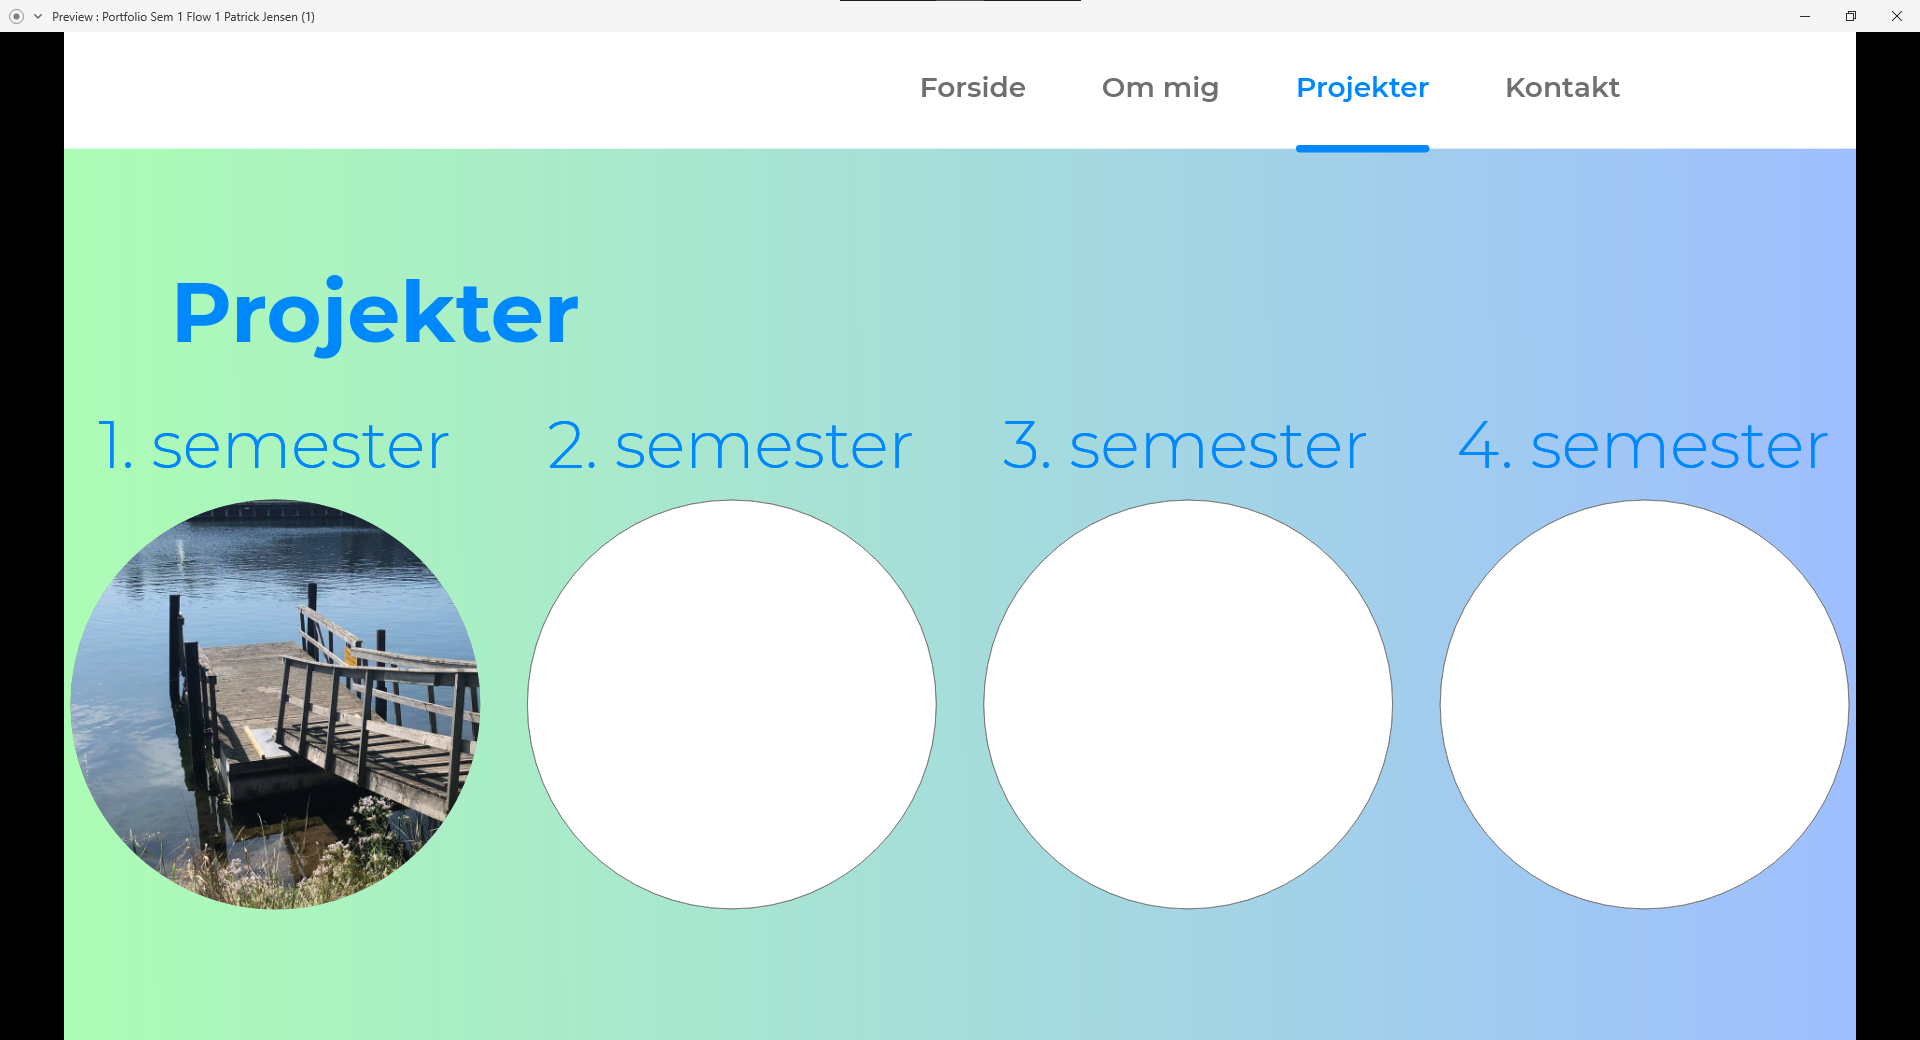 Preview : Portfolio Sem 1 Flow 1 Patrick Jensen (1)
Forside Om mig Projekter Kontakt
Projekter
1. semester 2. semester 3. semester 4. semester